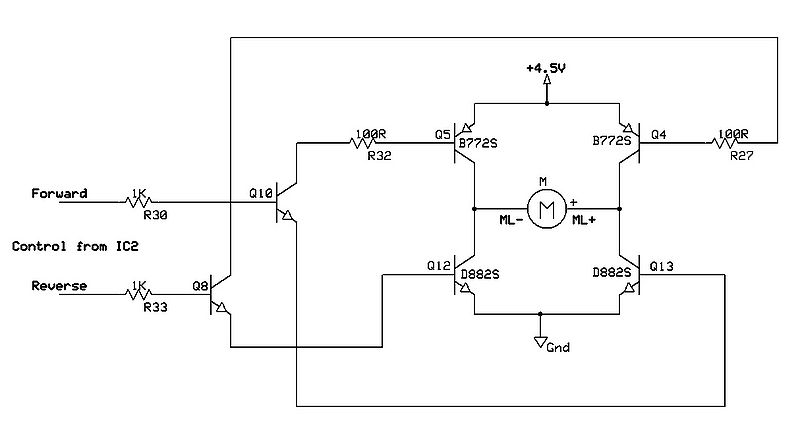 +4.5V
100R
Q5
B772S
R32
B772S
Q4
100R
R27
Forward
1K
R30
Q10
M
M
+
ML-
ML+
Control from IC2
Reverse
1K
R33
Q8
Q12
D882S
D882S
Q13
Gnd